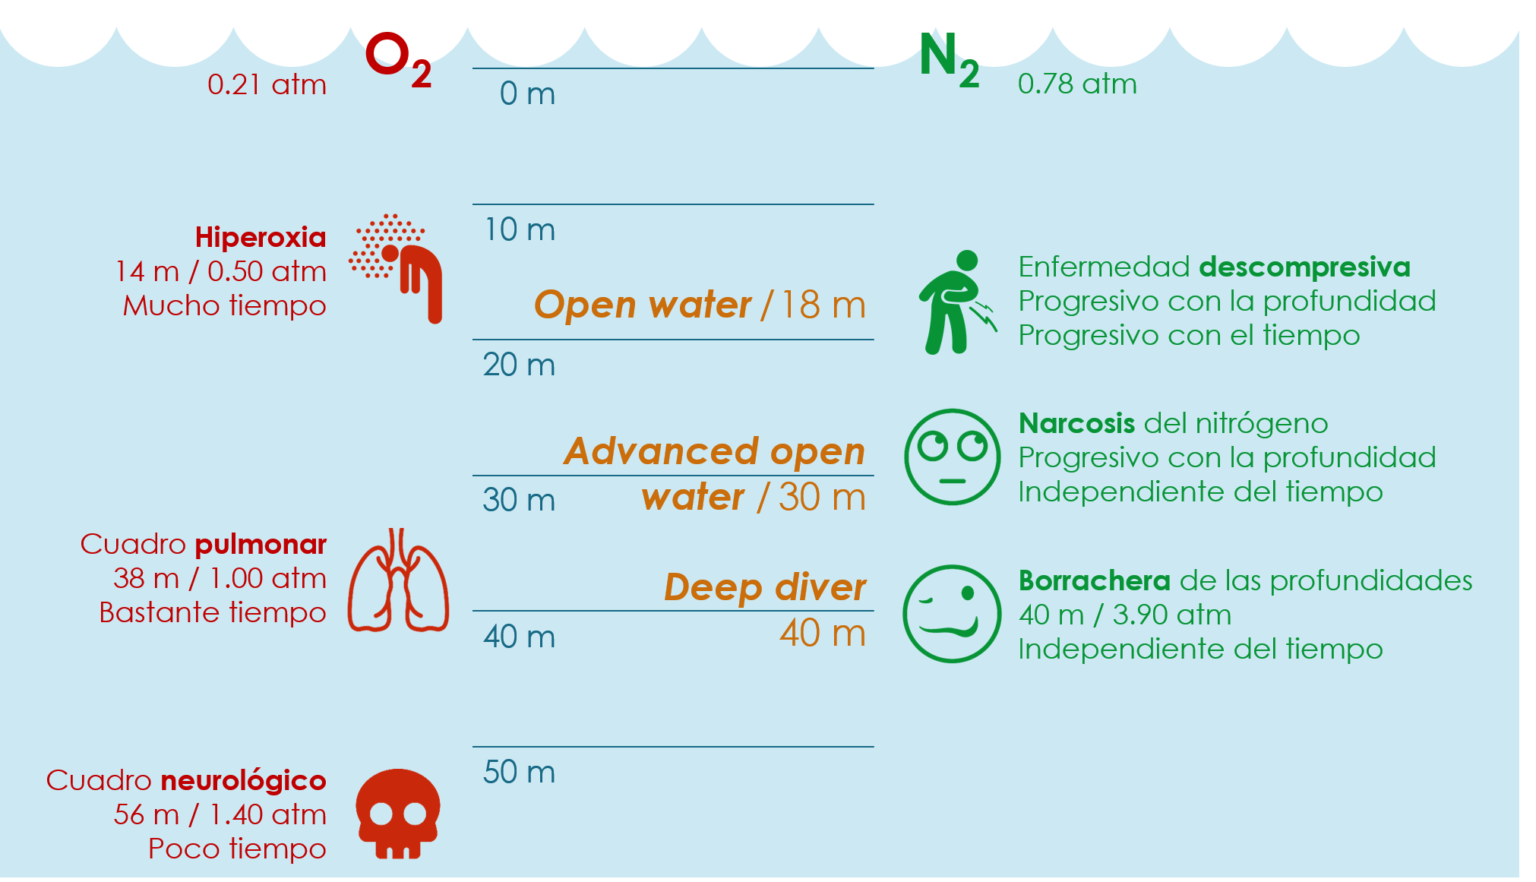 O2
0.21 atm
N2
0.78 atm
0 m
10 m
Hiperoxia
14 m / 0.50 atm
Mucho tiempo
Open water / 18 m
Enfermedad descompresiva
Progresivo con la profundidad
Progresivo con el tiempo
20 m
Advanced open
water / 30 m
30 m
Narcosis del nitrógeno
Progresivo con la profundidad
Independiente del tiempo
Cuadro pulmonar
38 m / 1.00 atm
Bastante tiempo
Deep diver
40 m
40 m
Borrachera de las profundidades
40 m / 3.90 atm
Independiente del tiempo
50 m
Cuadro neurológico
56 m / 1.40 atm
Poco tiempo